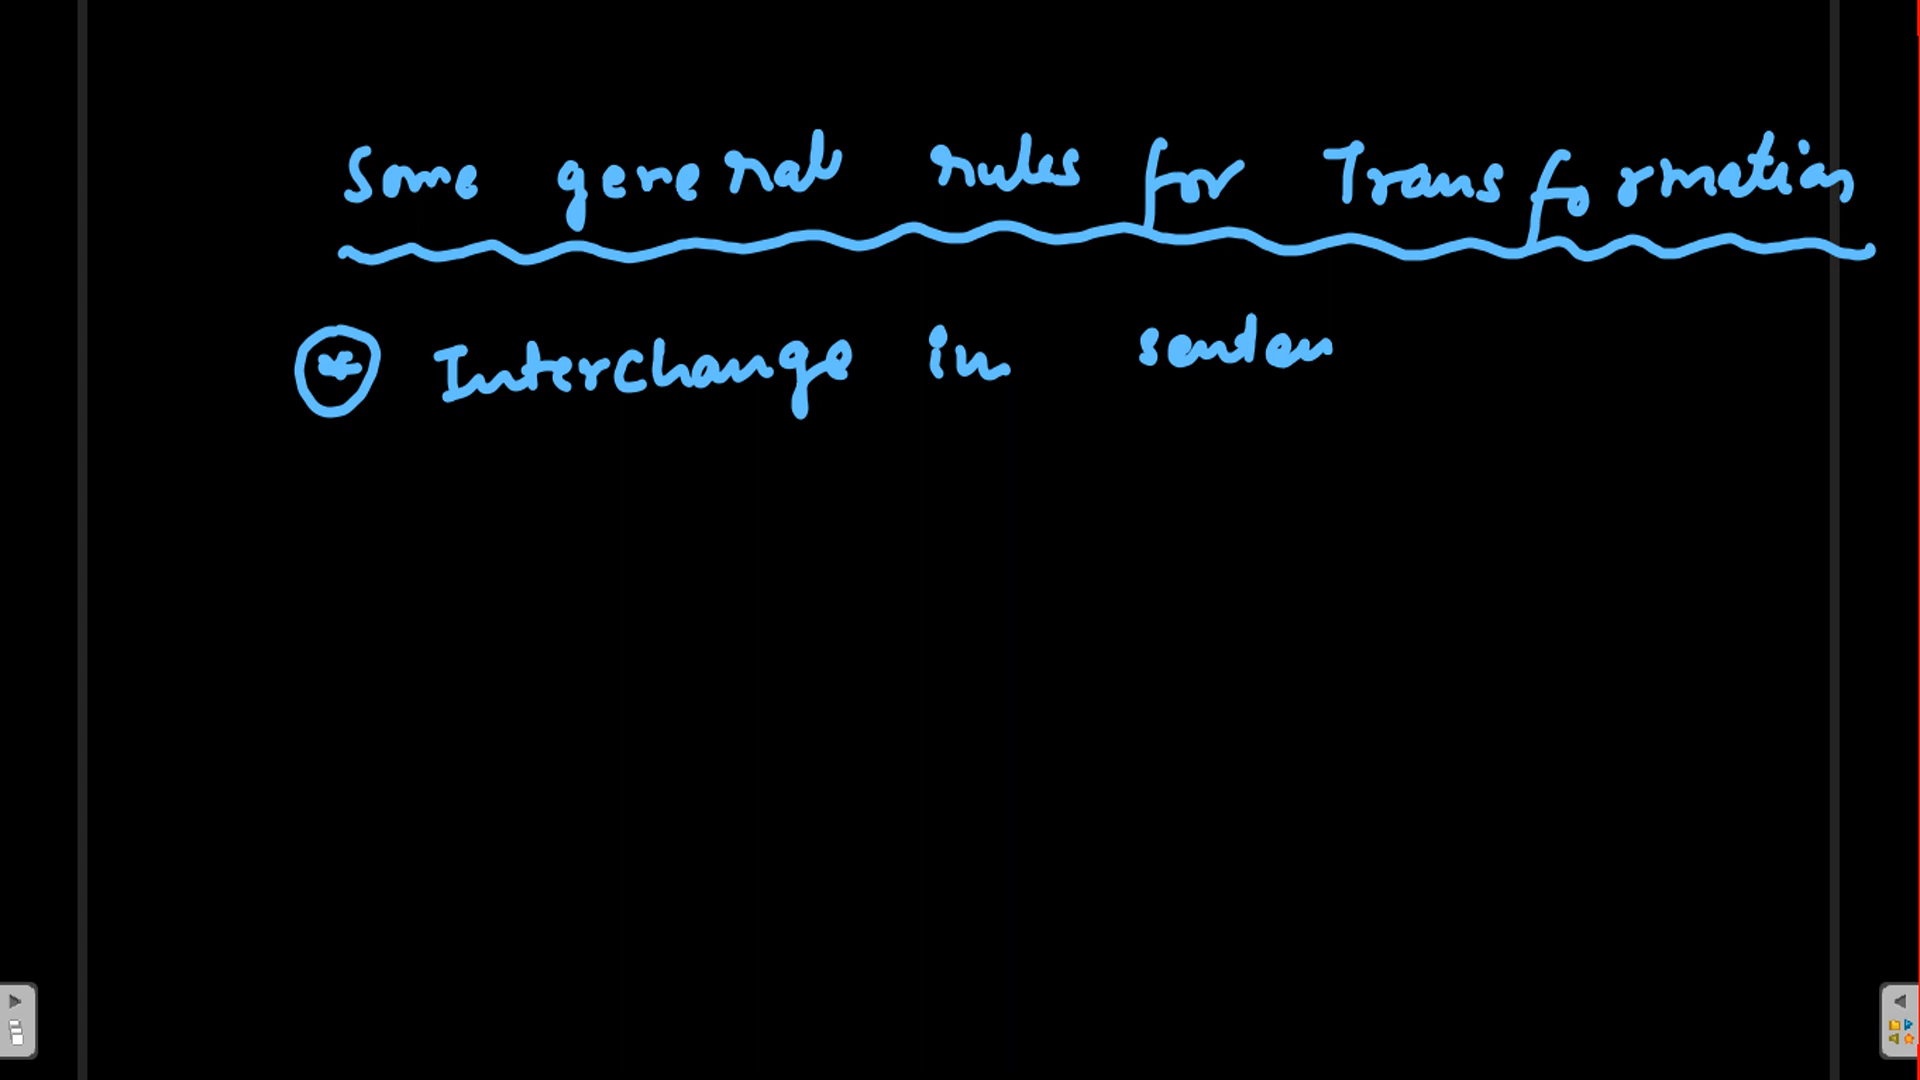 Some general rules for Transformation
* Interchange in senten